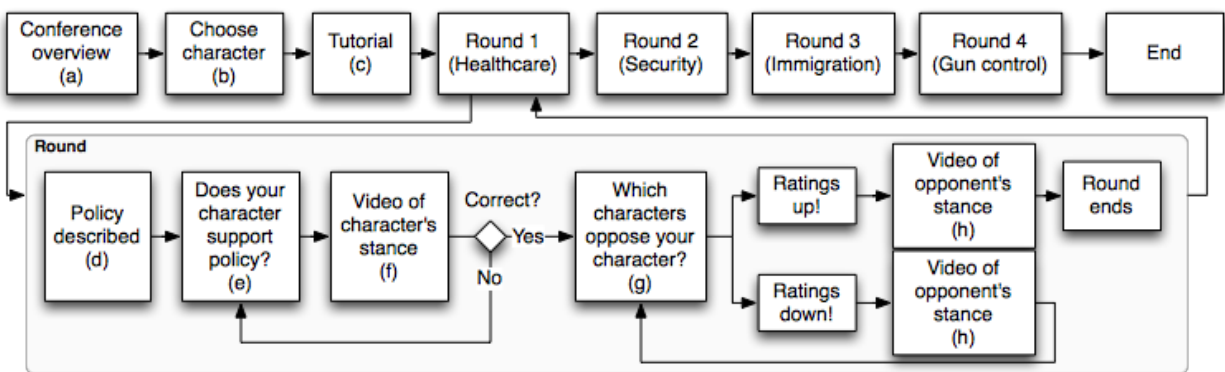 Conference
overview
(a)
Choose
character
(b)
Tutorial
(c)
Round 1
(Healthcare)
Round 2
(Security)
Round 3
(Immigration)
Round 4
(Gun control)
End
Round
Policy
described
(d)
Does your
character
support
policy?
(e)
Video of
character's
stance
(f)
Correct?
Yes
No
Which
characters
oppose your
character?
(g)
Ratings
up!
Video of
opponent's
stance
(h)
Round
ends
Ratings
down!
Video of
opponent's
stance
(h)